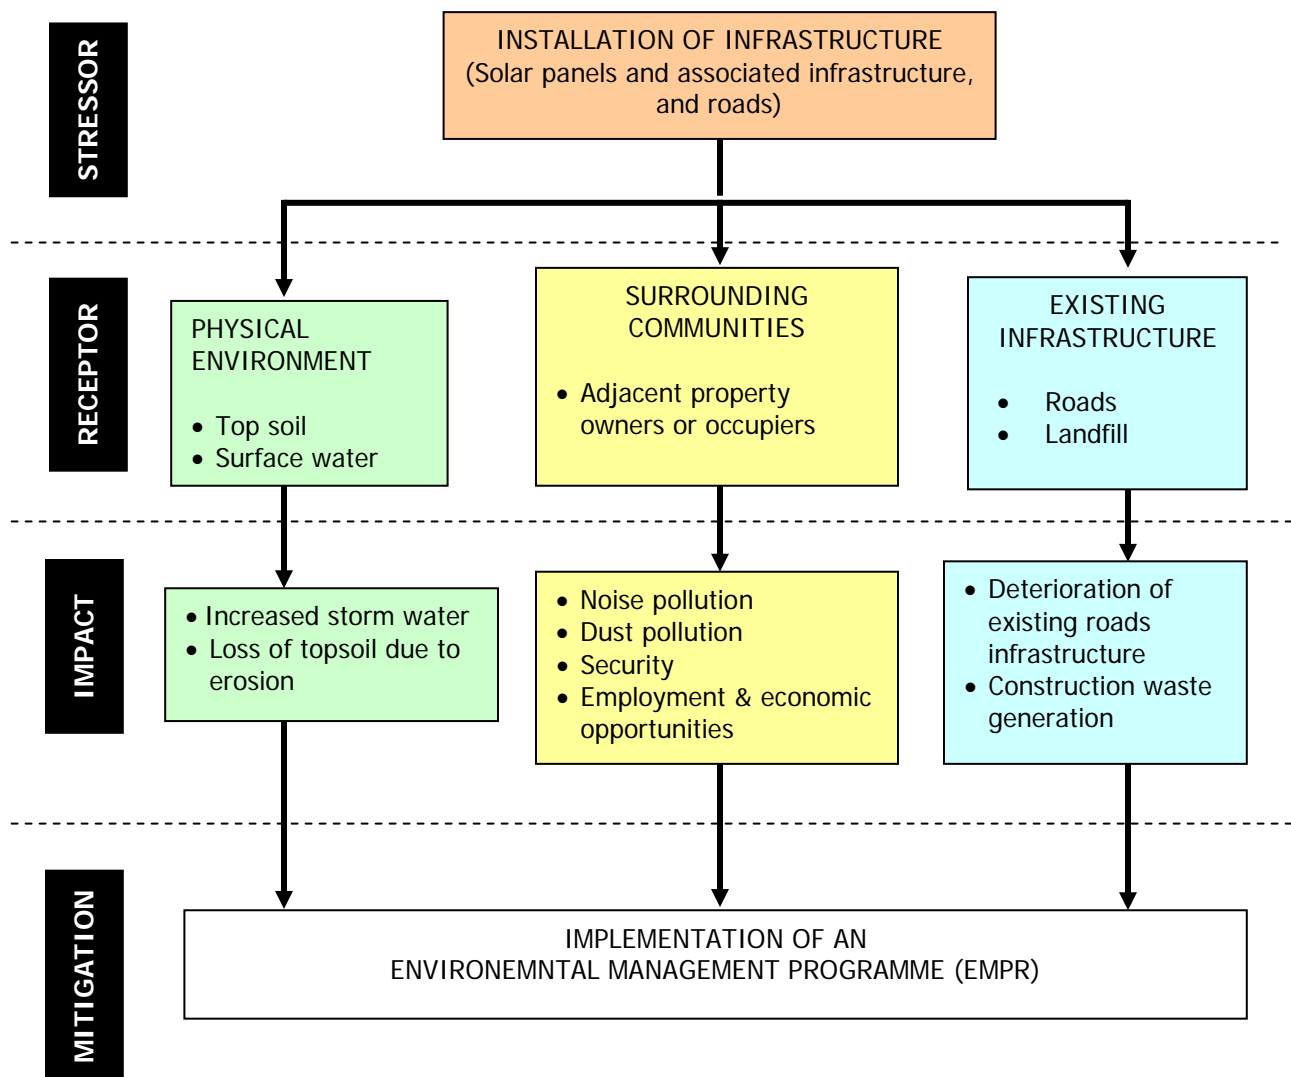 STRESSOR
INSTALLATION OF INFRASTRUCTURE
(Solar panels and associated infrastructure,
and roads)
RECEPTOR
PHYSICAL
ENVIRONMENT
• Top soil
• Surface water
SURROUNDING
COMMUNITIES
• Adjacent property
owners or occupiers
EXISTING
INFRASTRUCTURE
• Roads
• Landfill
IMPACT
• Increased storm water
• Loss of topsoil due to
erosion
• Noise pollution
• Dust pollution
• Security
• Employment & economic
opportunities
• Deterioration of
existing roads
infrastructure
• Construction waste
generation
MITIGATION
IMPLEMENTATION OF AN
ENVIRONEMNTAL MANAGEMENT PROGRAMME (EMPR)